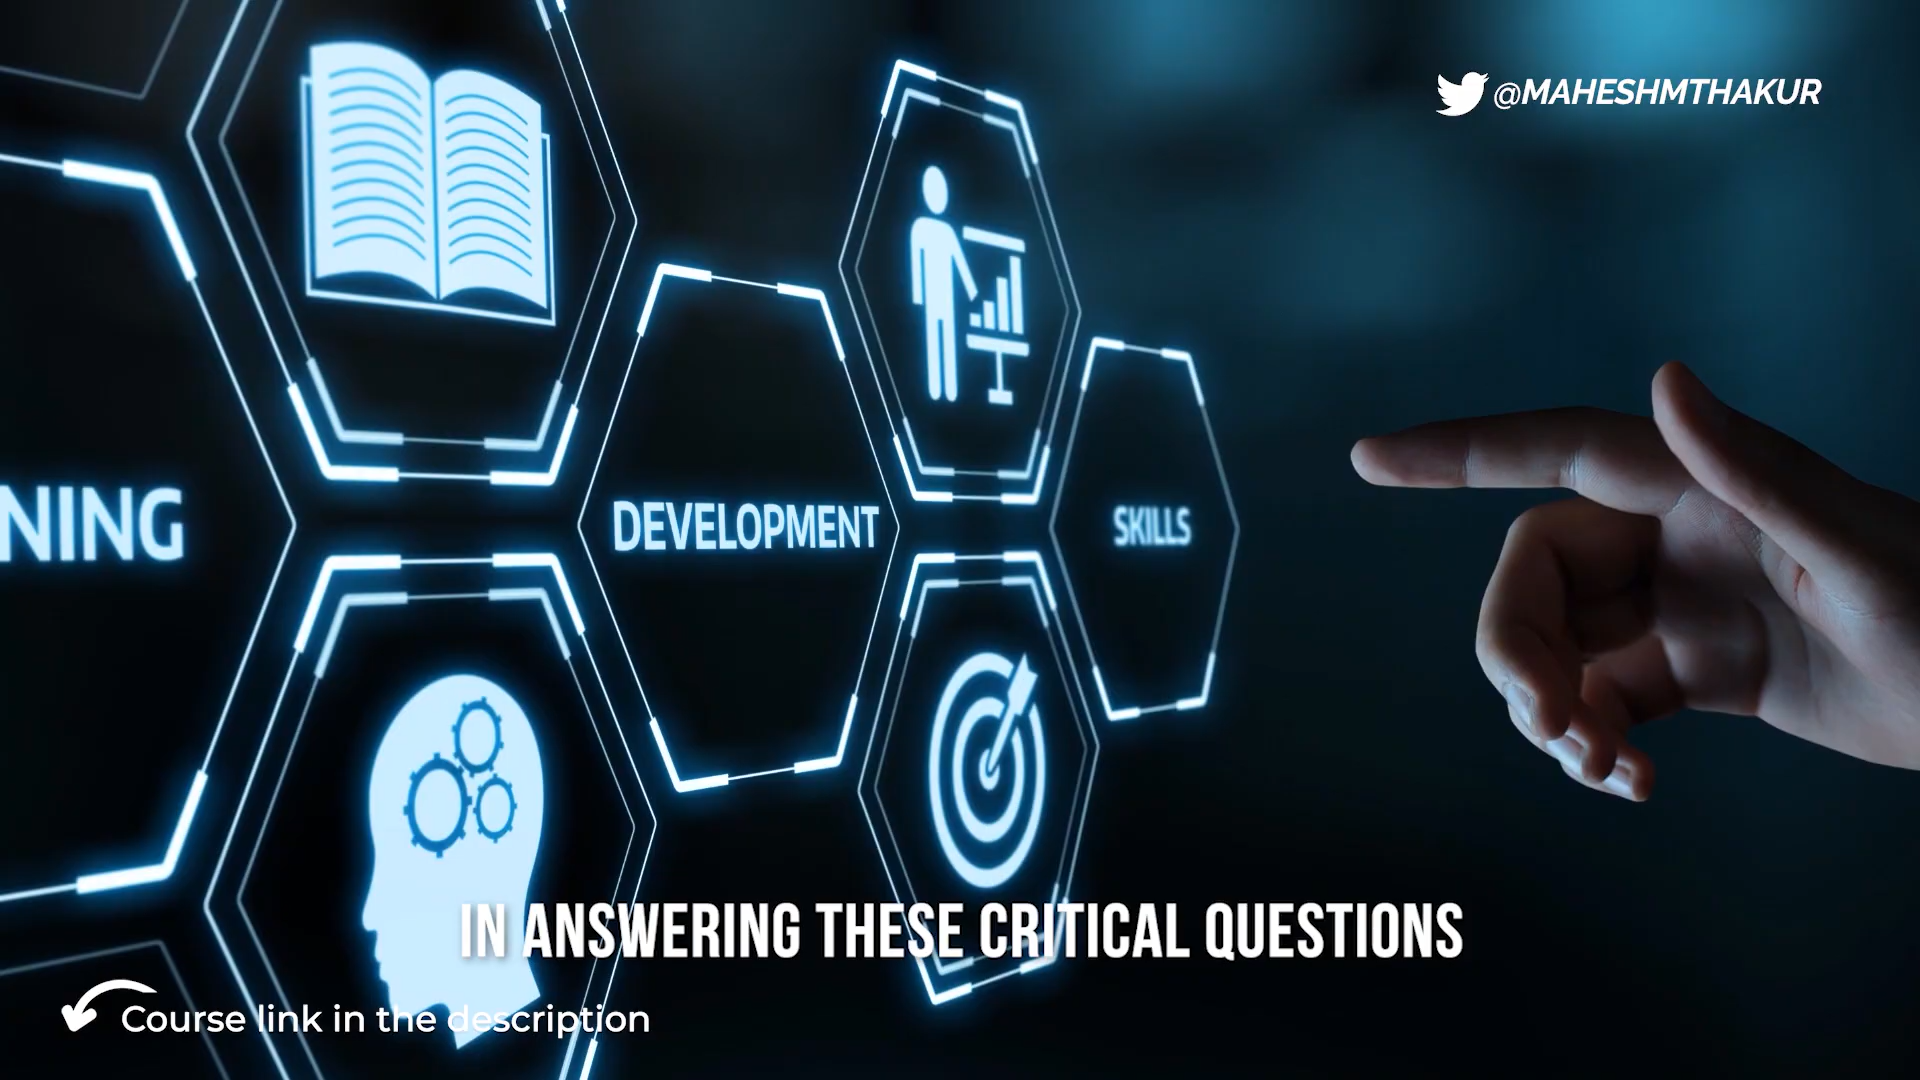 @MAHESHMTHAKUR
NING
DEVELOPMENT
SKILLS
IN ANSWERING THESE CRITICAL QUESTIONS
Course link in the description